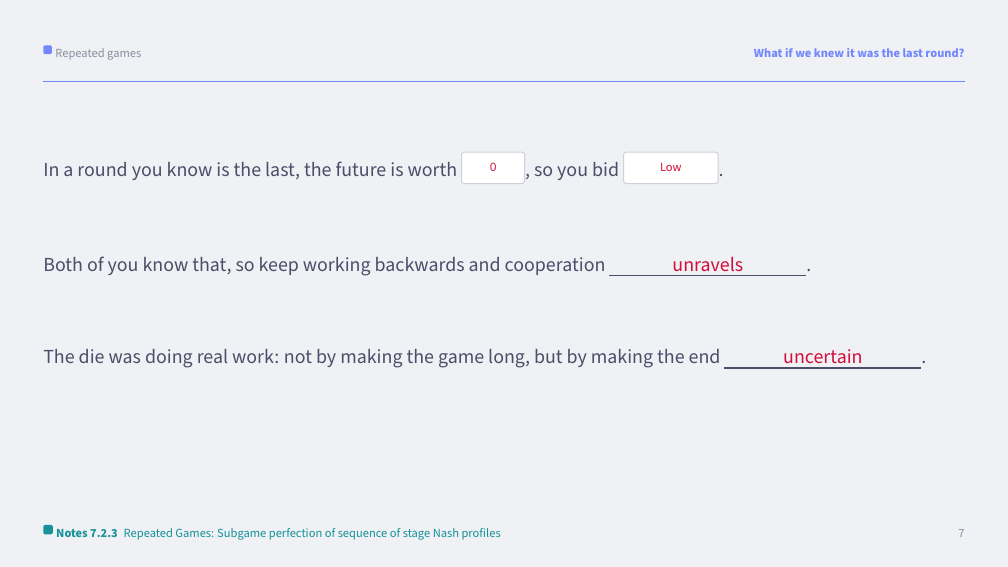 Repeated games
What if we knew it was the last round?
In a round you know is the last, the future is worth 0, so you bid Low.
Both of you know that, so keep working backwards and cooperation unravels.
The die was doing real work: not by making the game long, but by making the end uncertain.
Notes 7.2.3 Repeated Games: Subgame perfection of sequence of stage Nash profiles
7